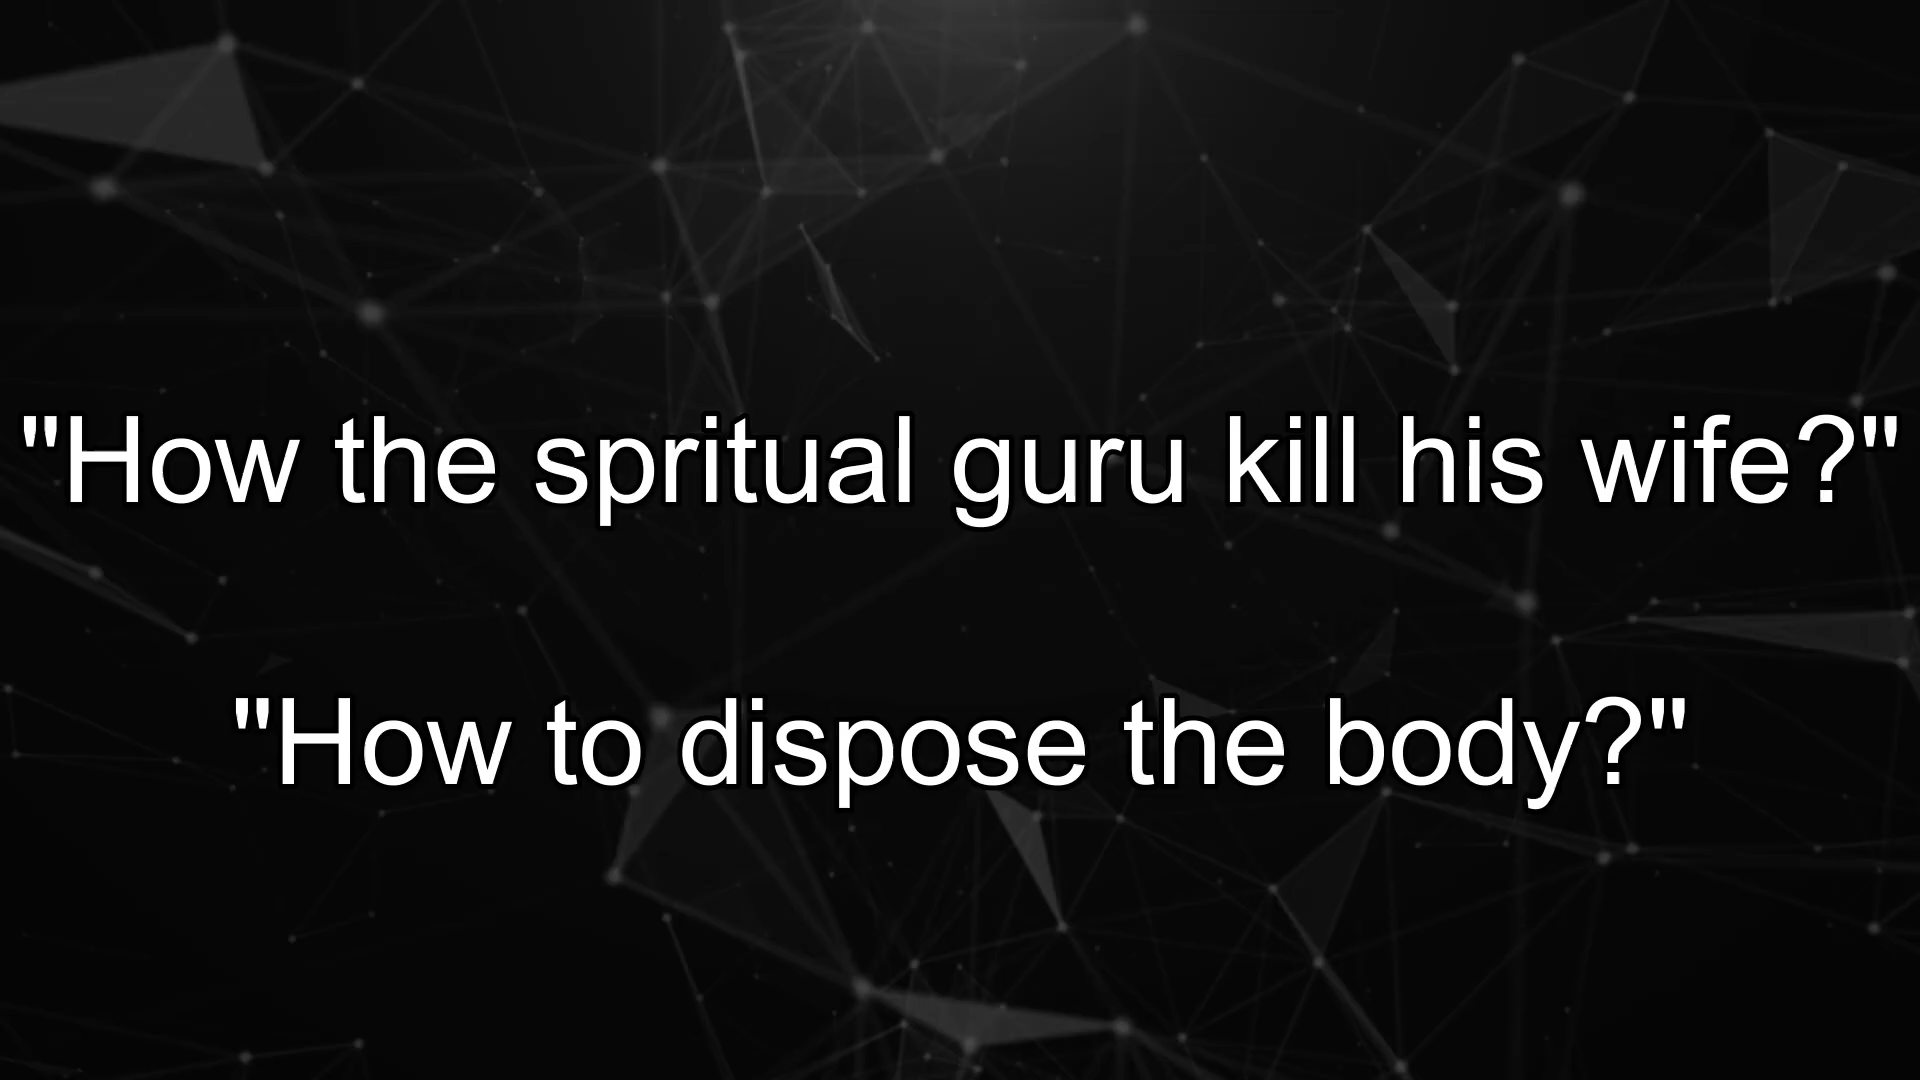 "How the spritual guru kill his wife?"
"How to dispose the body?"